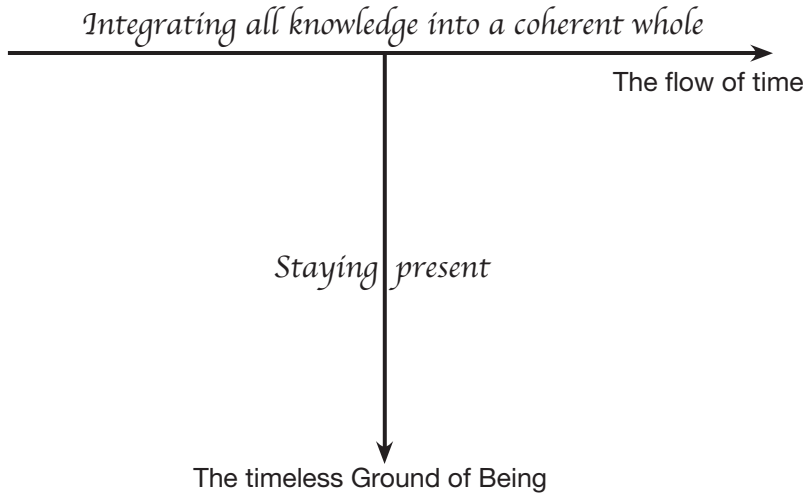 Integrating all knowledge into a coherent whole
The flow of time
Staying present
The timeless Ground of Being